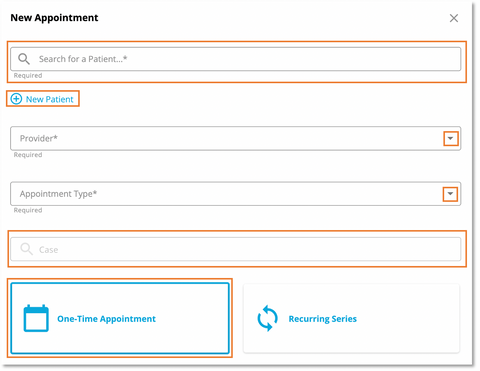 New Appointment
Search for a Patient...*
Required
New Patient
Provider*
Required
Appointment Type*
Required
Case
One-Time Appointment
Recurring Series